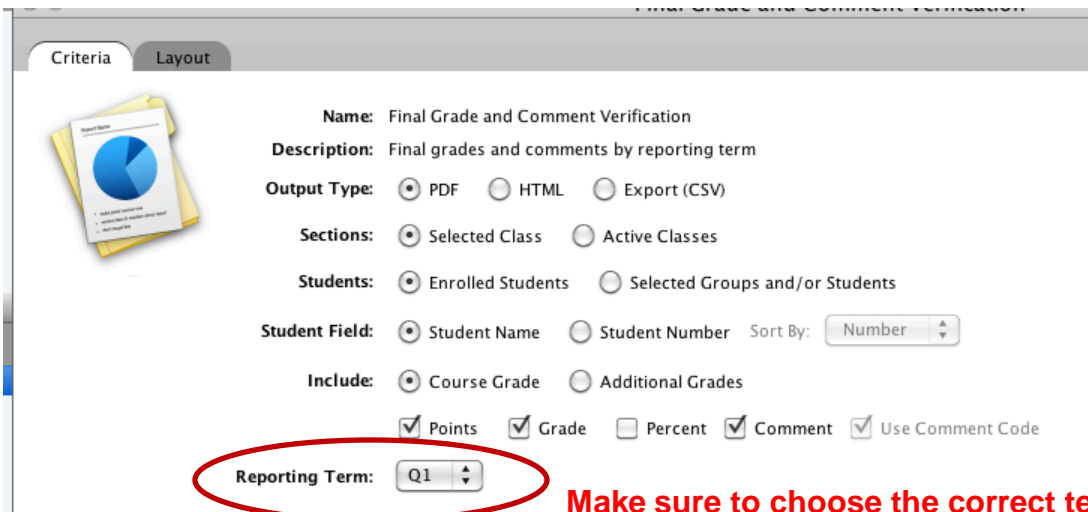 Final Grade and Comment Verification
Criteria Layout
Report Name
Name: Final Grade and Comment Verification
Description: Final grades and comments by reporting term
Output Type: PDF HTML Export (CSV)
Sections: Selected Class Active Classes
Students: Enrolled Students Selected Groups and/or Students
Student Field: Student Name Student Number Sort By: Number
Include: Course Grade Additional Grades
Points Grade Percent Comment Use Comment Code
Reporting Term: Q1
Make sure to choose the correct te